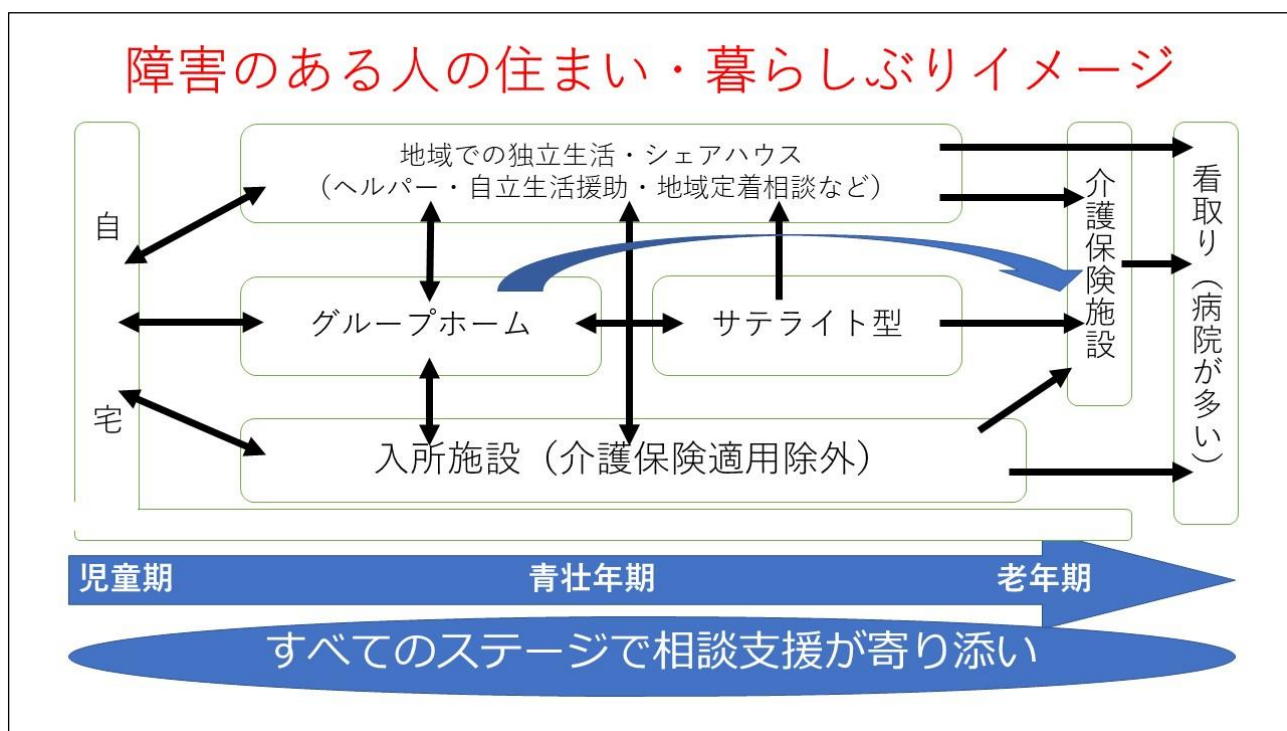 障害のある人の住まい・暮らしぶりイメージ
自宅
地域での独立生活・シェアハウス
（ヘルパー・自立生活援助・地域定着相談など）
グループホーム
サテライト型
入所施設（介護保険適用除外）
介護保険施設
看取り（病院が多い）
児童期
青壮年期
老年期
すべてのステージで相談支援が寄り添い